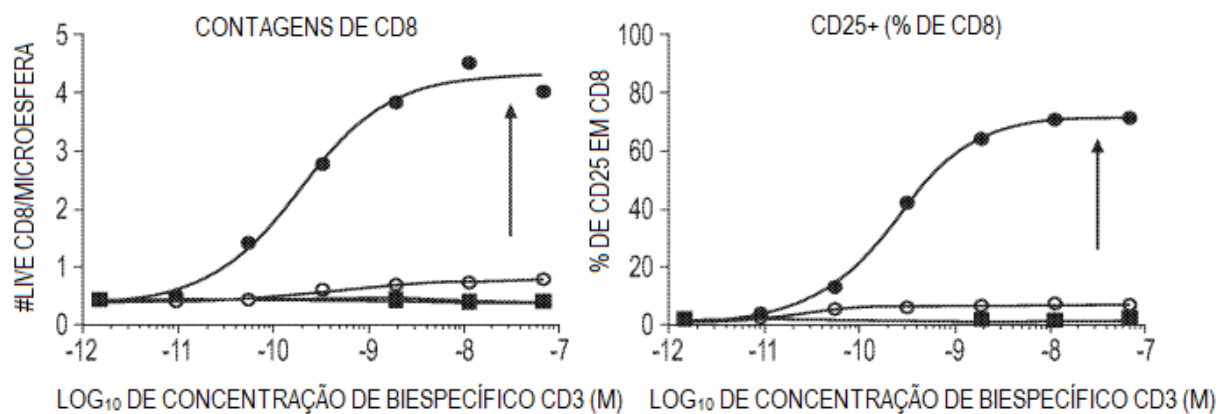 CONTAGENS DE CD8
#LIVE CD8/MICROESFERA
5
4
3
2
1
0
-12 -11 -10 -9 -8 -7
LOG₁₀ DE CONCENTRAÇÃO DE BIESPECÍFICO CD3 (M)
CD25+ (% DE CD8)
% DE CD25 EM CD8
100
80
60
40
20
0
-12 -11 -10 -9 -8 -7
LOG₁₀ DE CONCENTRAÇÃO DE BIESPECÍFICO CD3 (M)